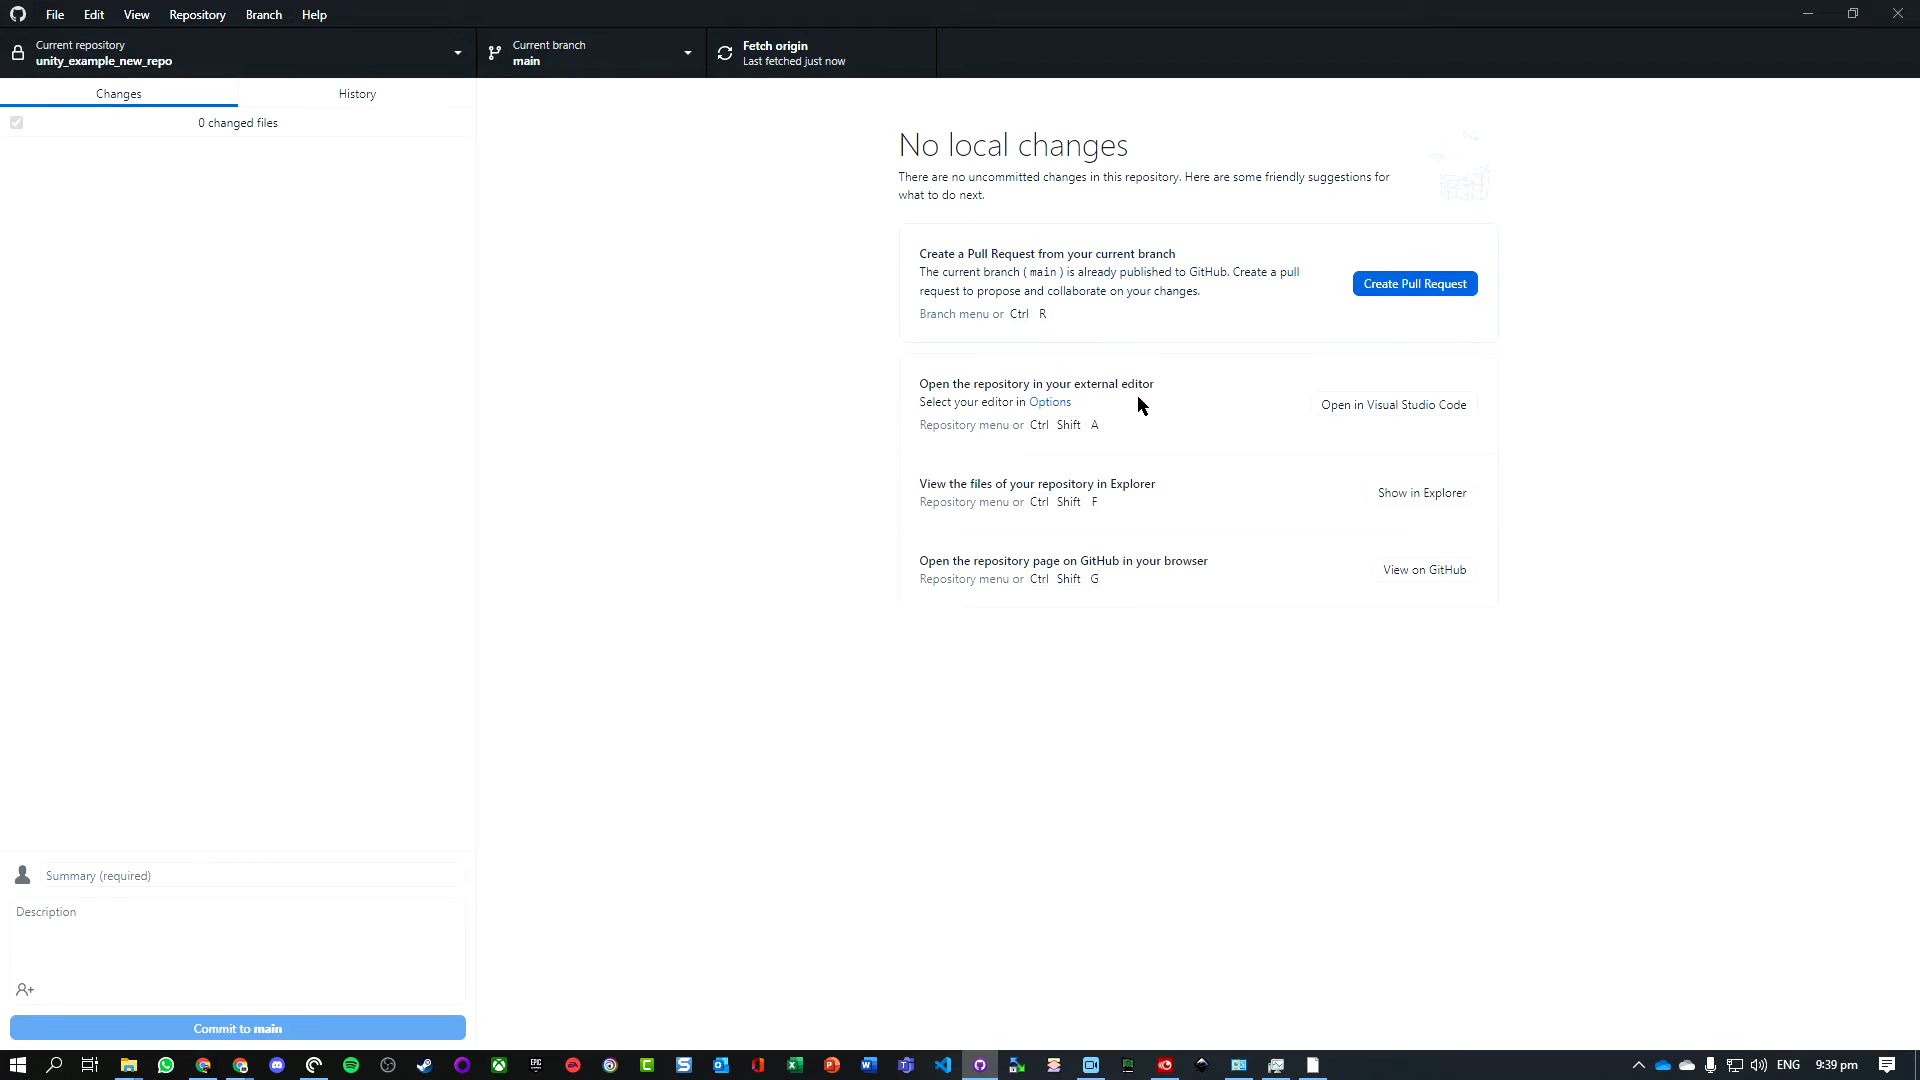 File Edit View Repository Branch Help
Current repository
unity_example_new_repo
Current branch
main
Fetch origin
Last fetched just now
Changes
History
0 changed files
No local changes
There are no uncommitted changes in this repository. Here are some friendly suggestions for
what to do next.
Create a Pull Request from your current branch
The current branch ( main ) is already published to GitHub. Create a pull
request to propose and collaborate on your changes.
Branch menu or Ctrl R
Create Pull Request
Open the repository in your external editor
Select your editor in Options
Repository menu or Ctrl Shift A
Open in Visual Studio Code
View the files of your repository in Explorer
Repository menu or Ctrl Shift F
Show in Explorer
Open the repository page on GitHub in your browser
Repository menu or Ctrl Shift G
View on GitHub
Summary (required)
Description
Commit to main
ENG
9:39 pm